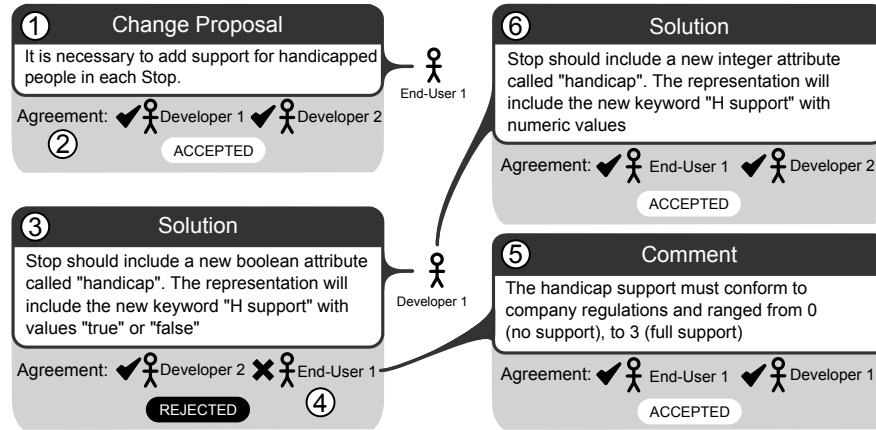 1 Change Proposal
It is necessary to add support for handicapped
people in each Stop.
Agreement: Developer 1 Developer 2
2
ACCEPTED
End-User 1
3 Solution
Stop should include a new boolean attribute
called "handicap". The representation will
include the new keyword "H support" with
values "true" or "false"
Agreement: Developer 2 End-User 1
REJECTED
4
Developer 1
5 Comment
The handicap support must conform to
company regulations and ranged from 0
(no support), to 3 (full support)
Agreement: End-User 1 Developer 1
ACCEPTED
6 Solution
Stop should include a new integer attribute
called "handicap". The representation will
include the new keyword "H support" with
numeric values
Agreement: End-User 1 Developer 2
ACCEPTED